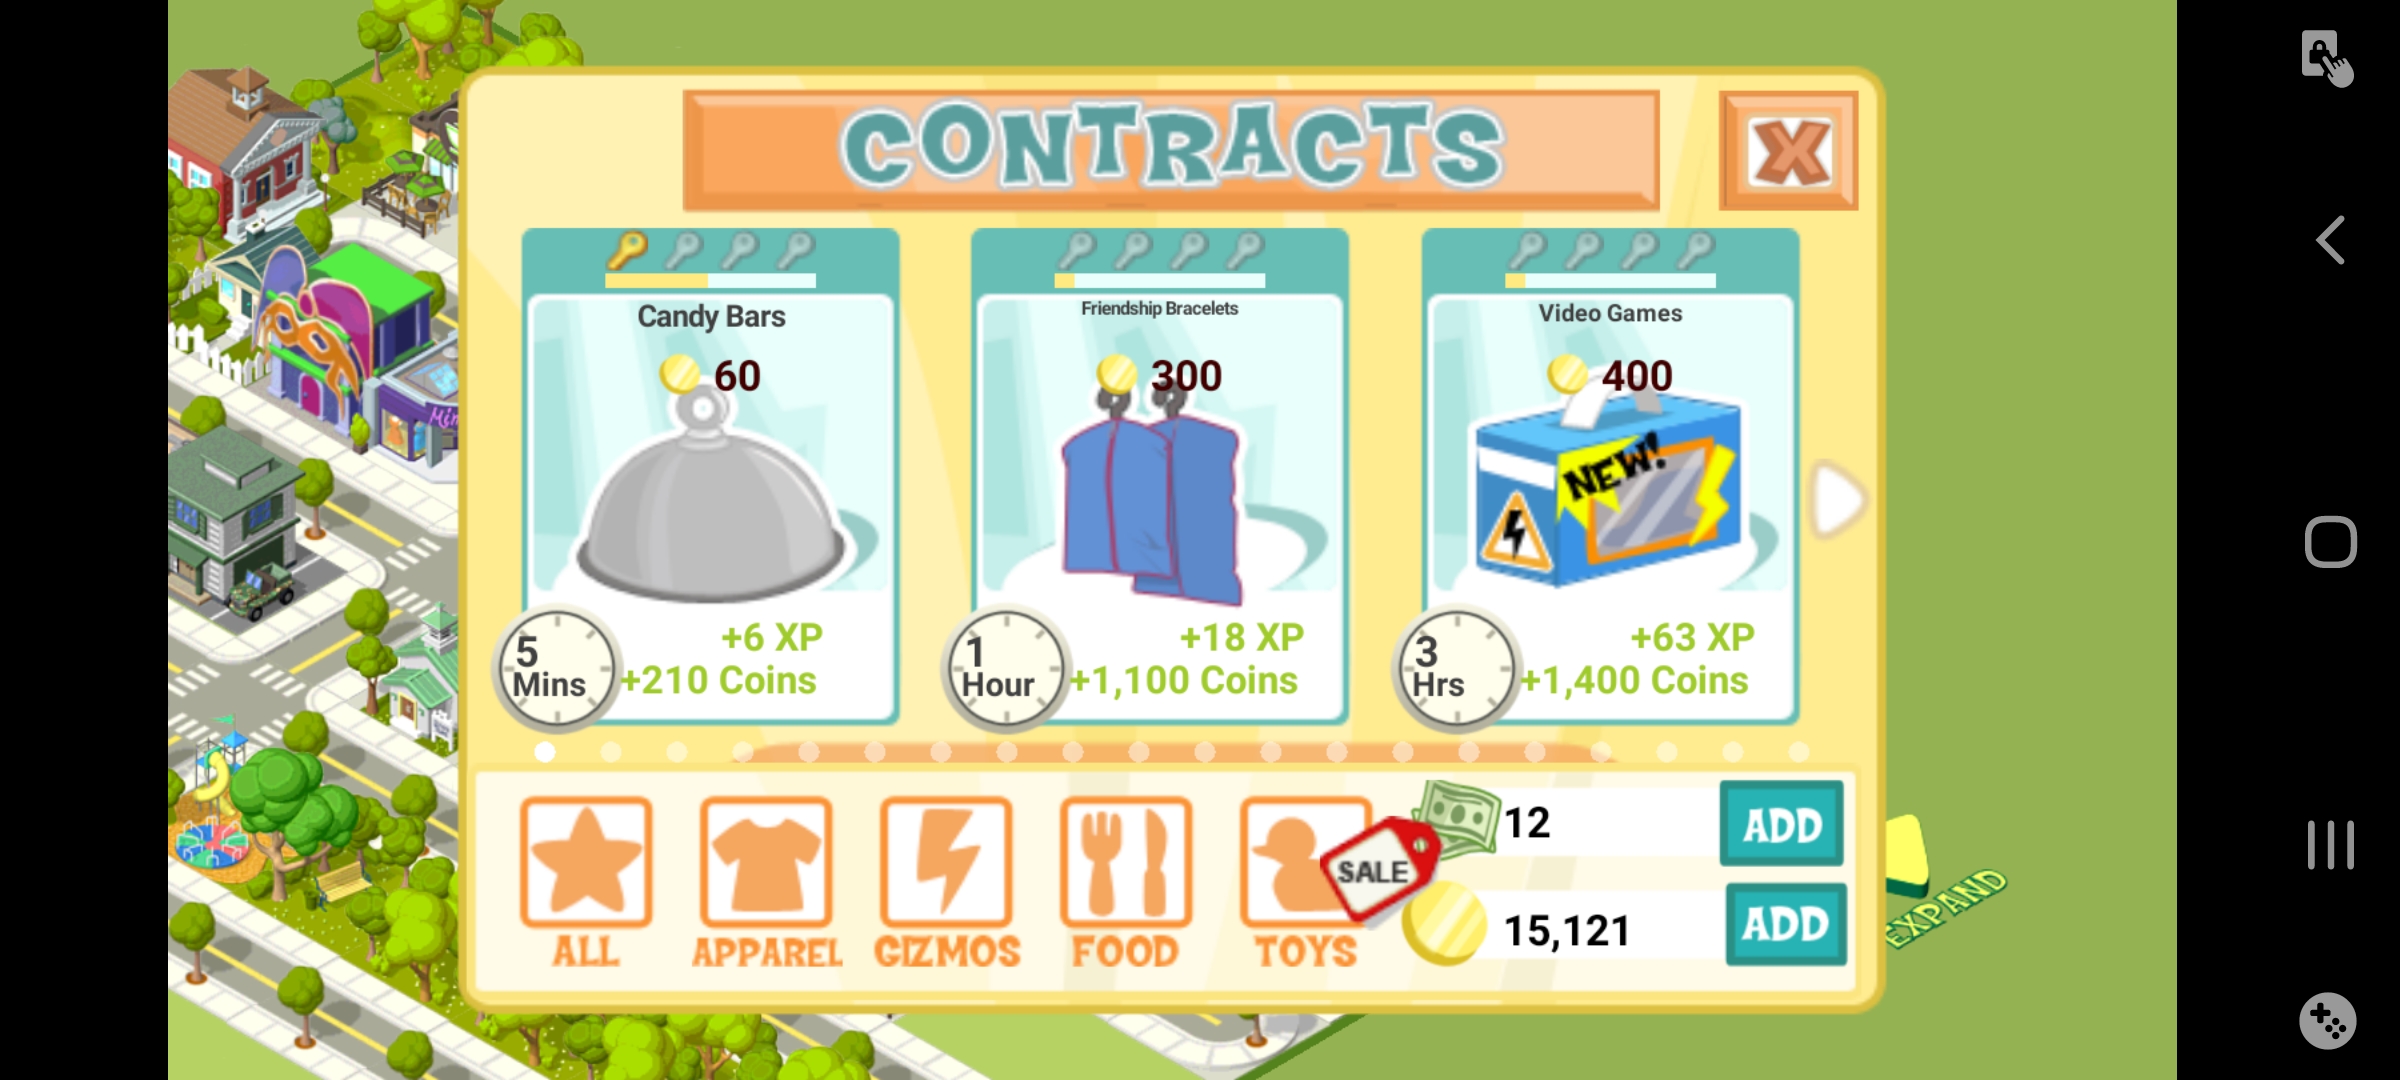 CONTRACTS
X
Candy Bars
60
5
Mins
+6 XP
+210 Coins
Friendship Bracelets
300
1
Hour
+18 XP
+1,100 Coins
Video Games
400
NEW!
3
Hrs
+63 XP
+1,400 Coins
ALL
APPAREL
GIZMOS
FOOD
TOYS
SALE
12
ADD
15,121
ADD
EXPAND